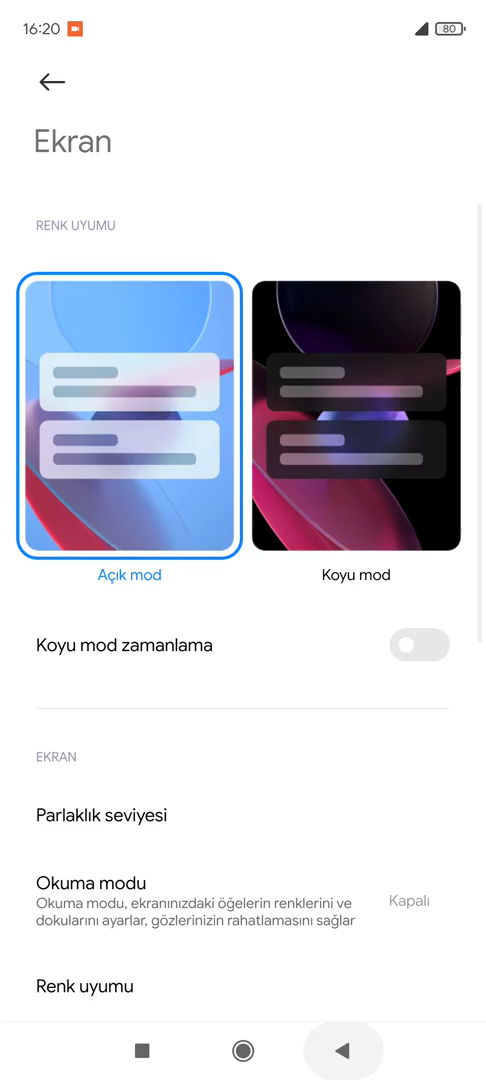 16:20
80
Ekran
RENK UYUMU
Açık mod
Koyu mod
Koyu mod zamanlama
EKRAN
Parlaklık seviyesi
Okuma modu
Okuma modu, ekranınızdaki öğelerin renklerini ve
dokularını ayarlar, gözlerinizin rahatlamasını sağlar
Kapalı
Renk uyumu